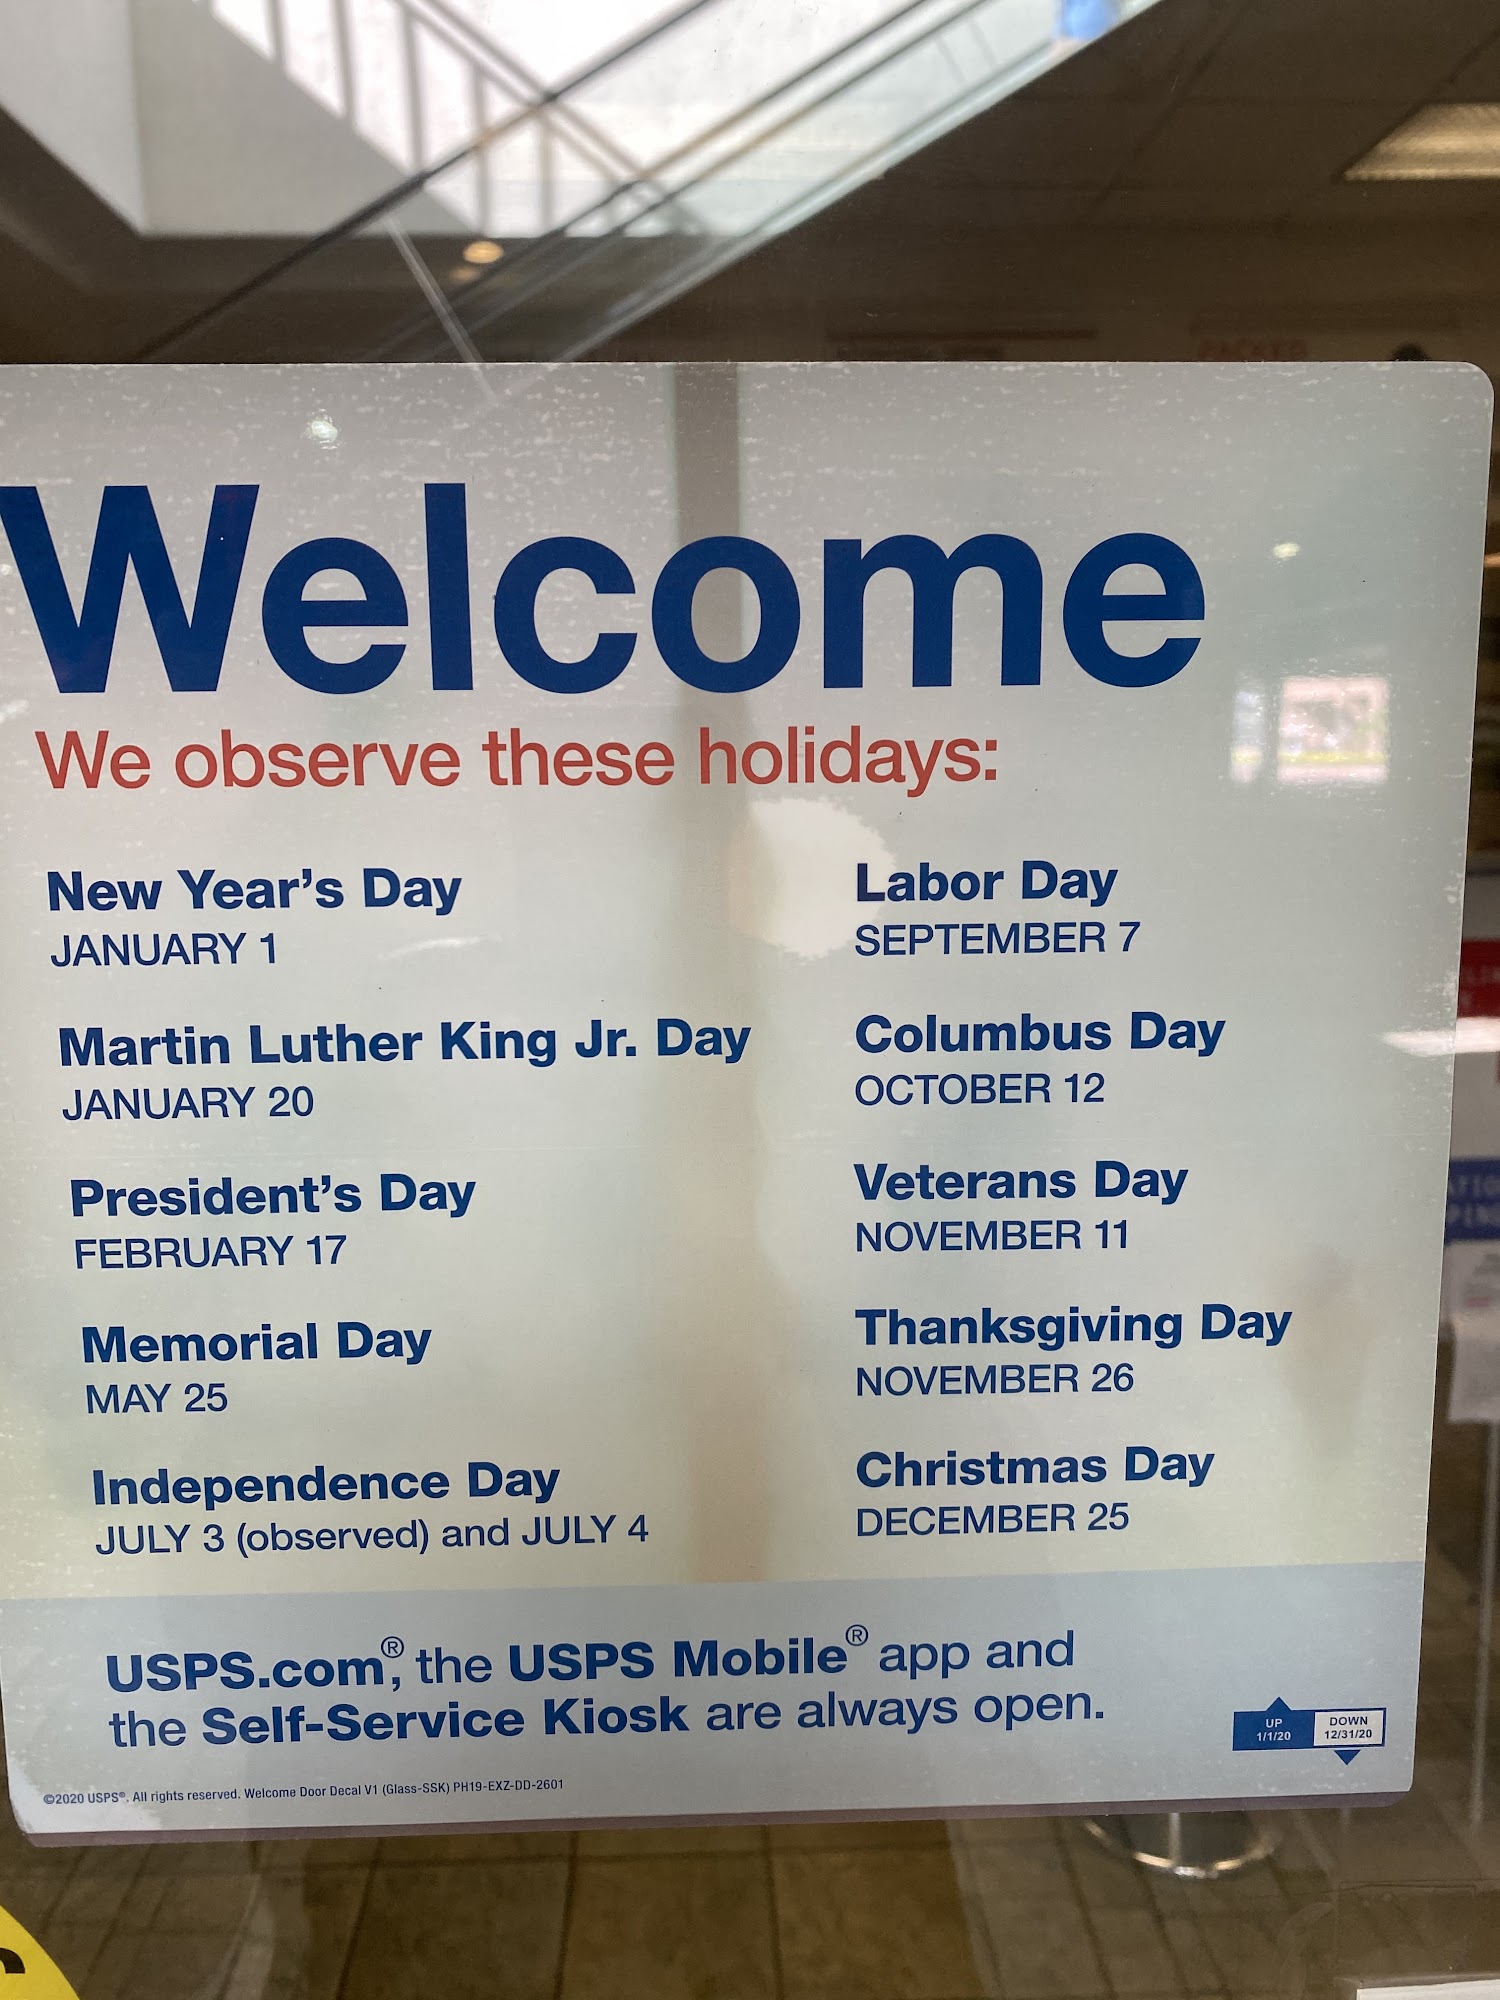 Welcome
We observe these holidays:
New Year's Day
JANUARY 1
Martin Luther King Jr. Day
JANUARY 20
President's Day
FEBRUARY 17
Memorial Day
MAY 25
Independence Day
JULY 3 (observed) and JULY 4
Labor Day
SEPTEMBER 7
Columbus Day
OCTOBER 12
Veterans Day
NOVEMBER 11
Thanksgiving Day
NOVEMBER 26
Christmas Day
DECEMBER 25
USPS.com®, the USPS Mobile® app and
the Self-Service Kiosk are always open.
UP
1/1/20
DOWN
12/31/20
©2020 USPS®. All rights reserved. Welcome Door Decal V1 (Glass-SSK) PH19-EXZ-DD-2601